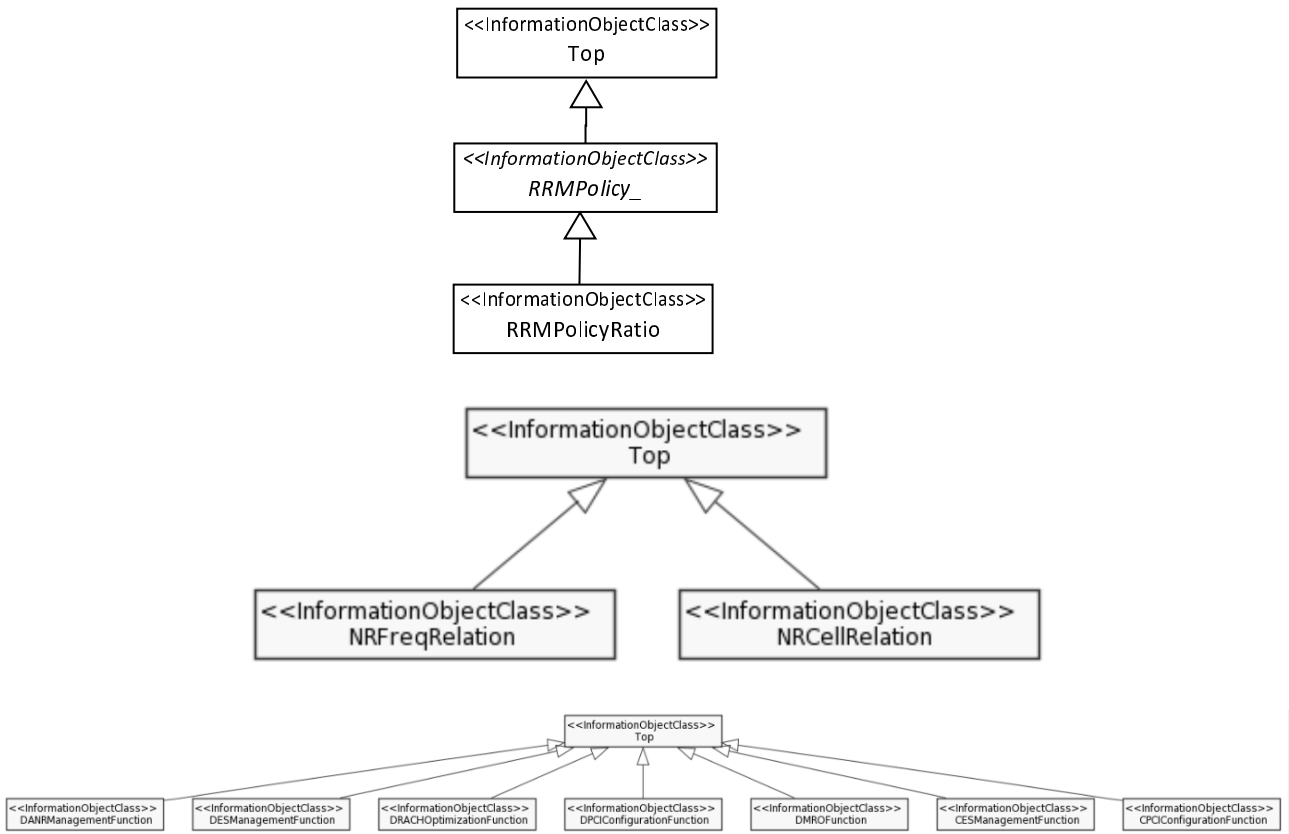 <<InformationObjectClass>>
Top
<<InformationObjectClass>>
RRMPolicy_
<<InformationObjectClass>>
RRMPolicyRatio
<<InformationObjectClass>>
Top
<<InformationObjectClass>>
NRFreqRelation
<<InformationObjectClass>>
NRCellRelation
<<InformationObjectClass>>
Top
<<InformationObjectClass>>
DANRManagementFunction
<<InformationObjectClass>>
DESManagementFunction
<<InformationObjectClass>>
DRACHOptimizationFunction
<<InformationObjectClass>>
DPCIConfigurationFunction
<<InformationObjectClass>>
DMROFunction
<<InformationObjectClass>>
CESManagementFunction
<<InformationObjectClass>>
CPCIConfigurationFunction